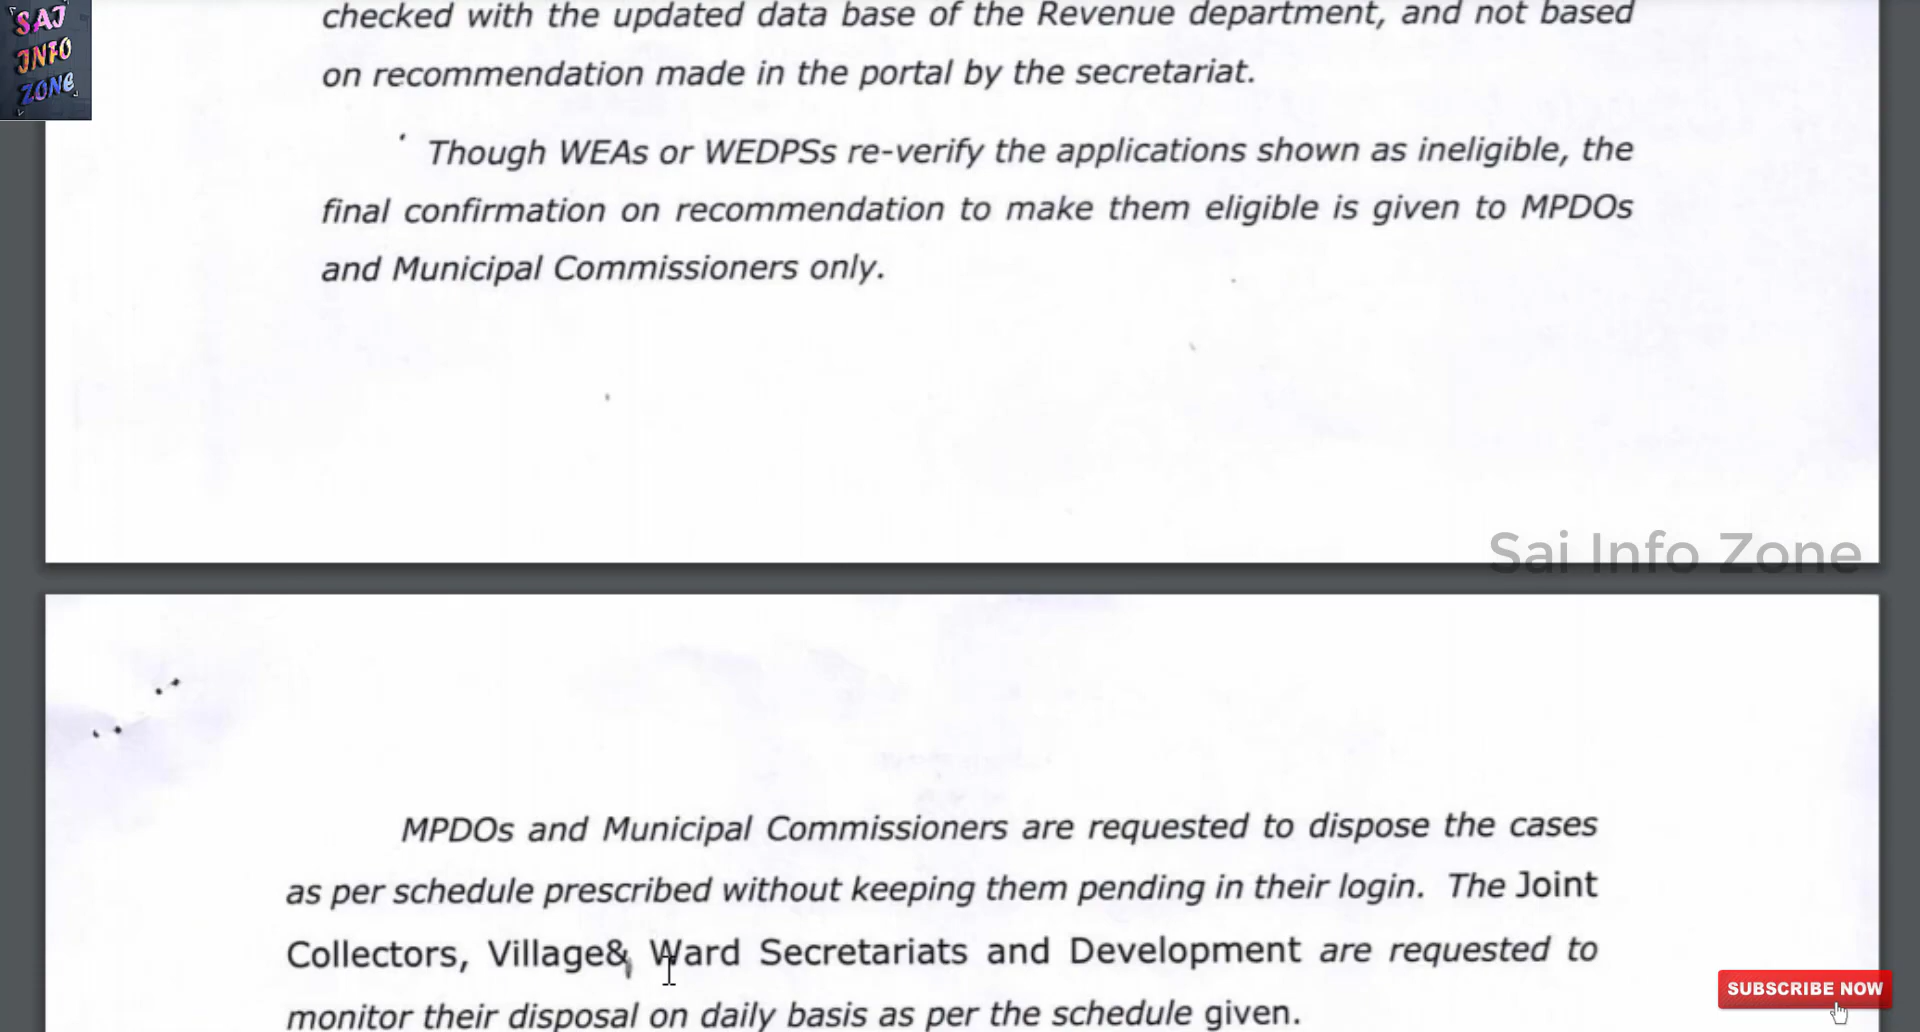 SAI
INFO
ZONE
checked with the updated data base of the Revenue department, and not based
on recommendation made in the portal by the secretariat.
Though WEAs or WEDPSs re-verify the applications shown as ineligible, the
final confirmation on recommendation to make them eligible is given to MPDOs
and Municipal Commissioners only.
Sai Info Zone
MPDOs and Municipal Commissioners are requested to dispose the cases
as per schedule prescribed without keeping them pending in their login. The Joint
Collectors, Village& Ward Secretariats and Development are requested to
monitor their disposal on daily basis as per the schedule given.
SUBSCRIBE NOW